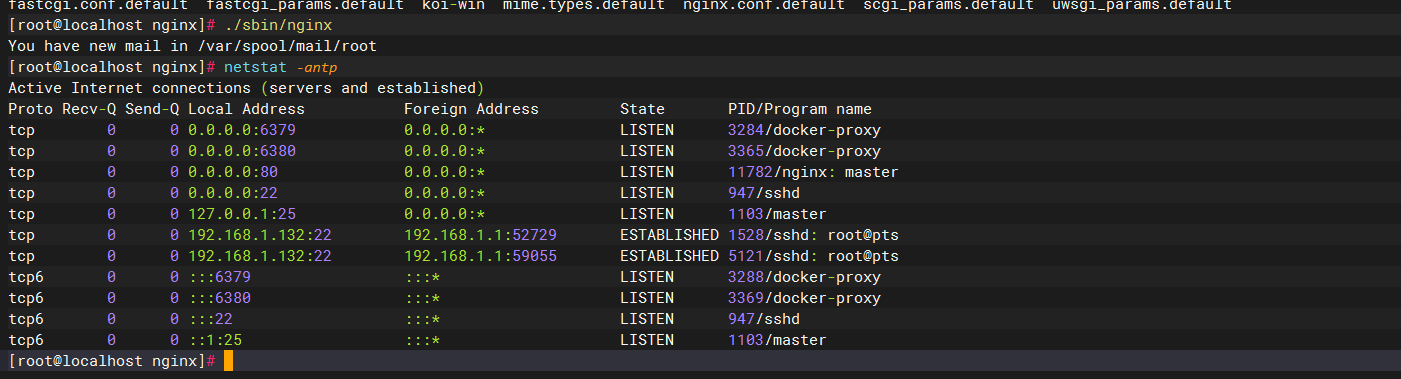 fastcgi.conf.default  fastcgi_params.default  koi-win  mime.types.default  nginx.conf.default  scgi_params.default  uwsgi_params.default
[root@localhost nginx]# ./sbin/nginx
You have new mail in /var/spool/mail/root
[root@localhost nginx]# netstat -antp
Active Internet connections (servers and established)
Proto Recv-Q Send-Q Local Address           Foreign Address         State       PID/Program name
tcp        0      0 0.0.0.0:6379            0.0.0.0:*               LISTEN      3284/docker-proxy
tcp        0      0 0.0.0.0:6380            0.0.0.0:*               LISTEN      3365/docker-proxy
tcp        0      0 0.0.0.0:80              0.0.0.0:*               LISTEN      11782/nginx: master
tcp        0      0 0.0.0.0:22              0.0.0.0:*               LISTEN      947/sshd
tcp        0      0 127.0.0.1:25            0.0.0.0:*               LISTEN      1103/master
tcp        0      0 192.168.1.132:22        192.168.1.1:52729       ESTABLISHED 1528/sshd: root@pts
tcp        0      0 192.168.1.132:22        192.168.1.1:59055       ESTABLISHED 5121/sshd: root@pts
tcp6       0      0 :::6379                 :::*                    LISTEN      3288/docker-proxy
tcp6       0      0 :::6380                 :::*                    LISTEN      3369/docker-proxy
tcp6       0      0 :::22                   :::*                    LISTEN      947/sshd
tcp6       0      0 ::1:25                  :::*                    LISTEN      1103/master
[root@localhost nginx]#